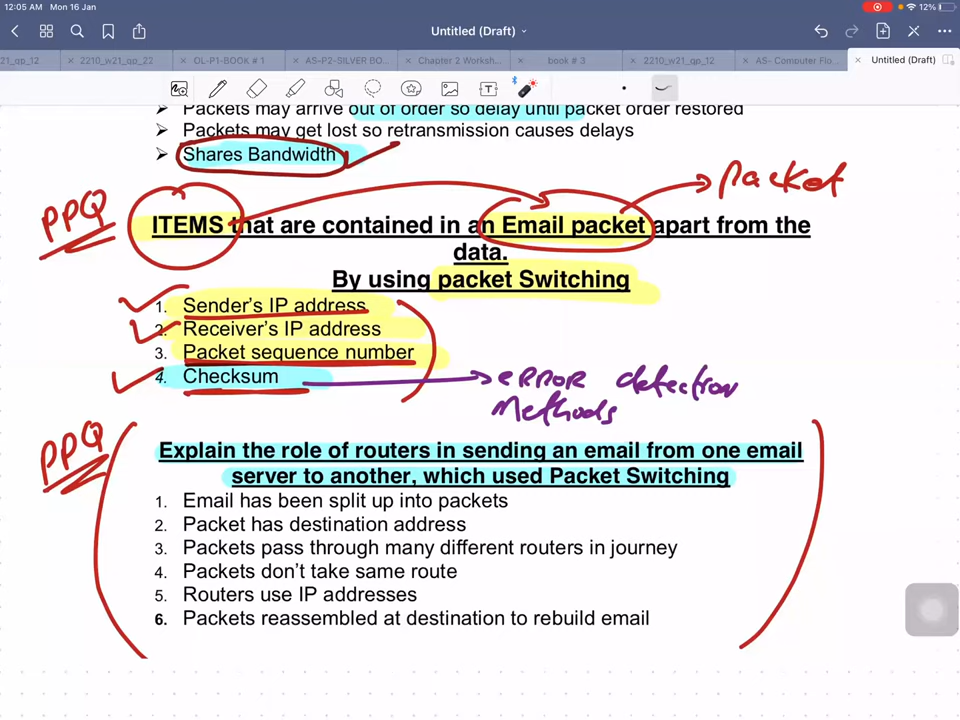 12:05 AM Mon 16 Jan
12%
Untitled (Draft)
21_qp_12
2210_w21_qp_22
OL-P1-BOOK # 1
AS-P2-SILVER BO...
Chapter 2 Worksh...
book # 3
2210_w21_qp_12
AS- Computer Flo...
Untitled (Draft)
➢ Packets may arrive out of order so delay until packet order restored
➢ Packets may get lost so retransmission causes delays
➢ Shares Bandwidth
Packet
PPQ
ITEMS that are contained in an Email packet apart from the
data.
By using packet Switching
1. Sender's IP address
2. Receiver's IP address
3. Packet sequence number
4. Checksum
ERROR detection
Methods
PPQ
Explain the role of routers in sending an email from one email
server to another, which used Packet Switching
1. Email has been split up into packets
2. Packet has destination address
3. Packets pass through many different routers in journey
4. Packets don't take same route
5. Routers use IP addresses
6. Packets reassembled at destination to rebuild email